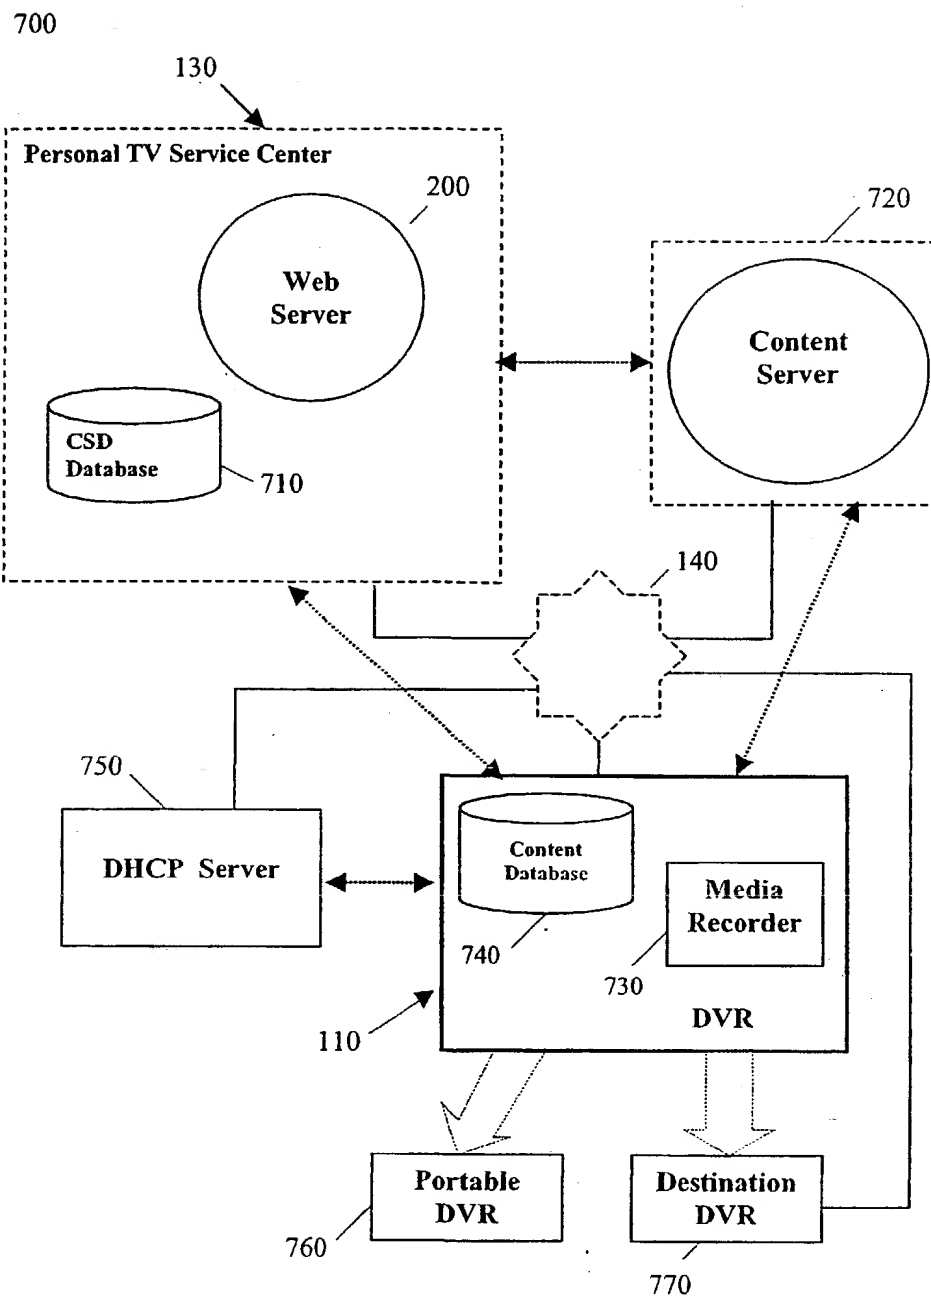 700
130
Personal TV Service Center
200
720
Web
Server
Content
Server
CSD
Database
710
140
750
DHCP Server
Content
Database
Media
Recorder
740
730
110
DVR
Portable
DVR
Destination
DVR
760
770